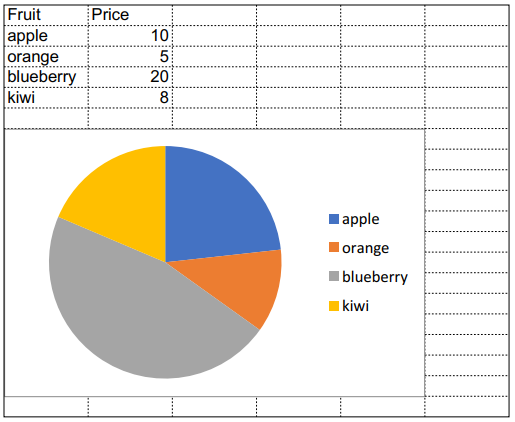 Fruit Price
apple 10
orange 5
blueberry 20
kiwi 8
apple
orange
blueberry
kiwi